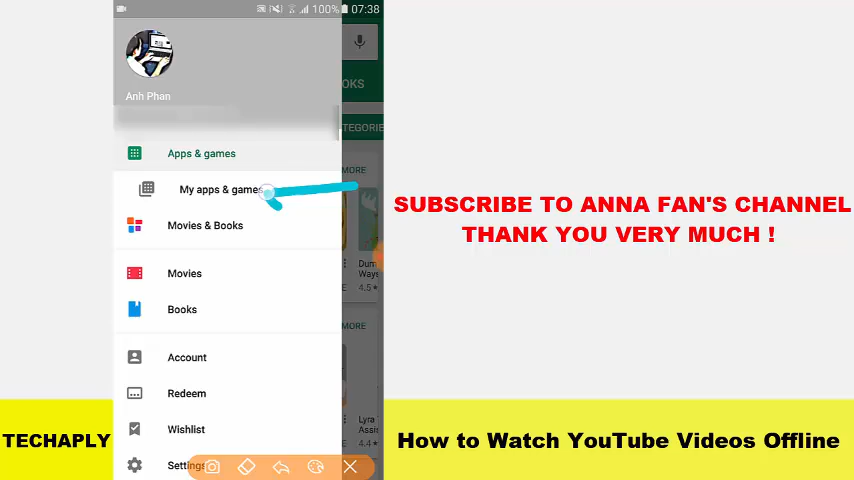 100% 07:38
Anh Phan
OKS
Apps & games
TEGORIE
MORE
My apps & games
Movies & Books
Movies
Dum
Ways
E 4.5★
Books
MORE
Account
Redeem
Lyra
Assi
E 4.4★
Wishlist
Settings
SUBSCRIBE TO ANNA FAN'S CHANNEL
THANK YOU VERY MUCH !
TECHAPLY
How to Watch YouTube Videos Offline